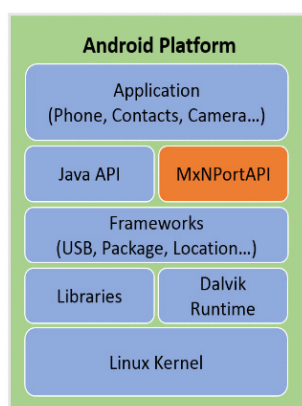 Android Platform
Application
(Phone, Contacts, Camera...)
Java API
MxNPortAPI
Frameworks
(USB, Package, Location...)
Libraries
Dalvik
Runtime
Linux Kernel